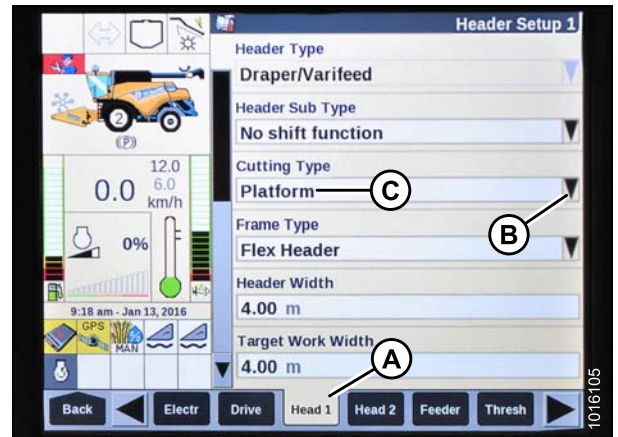 Header Setup 1
Header Type
Draper/Varifeed
Header Sub Type
No shift function
Cutting Type
Platform
C
B
Frame Type
Flex Header
Header Width
4.00 m
Target Work Width
4.00 m
A
2
(P)
12.0
6.0
0.0 km/h
0%
9:18 am - Jan 13, 2016
GPS
%
MAN
Back
Electr
Drive
Head 1
Head 2
Feeder
Thresh
1016105